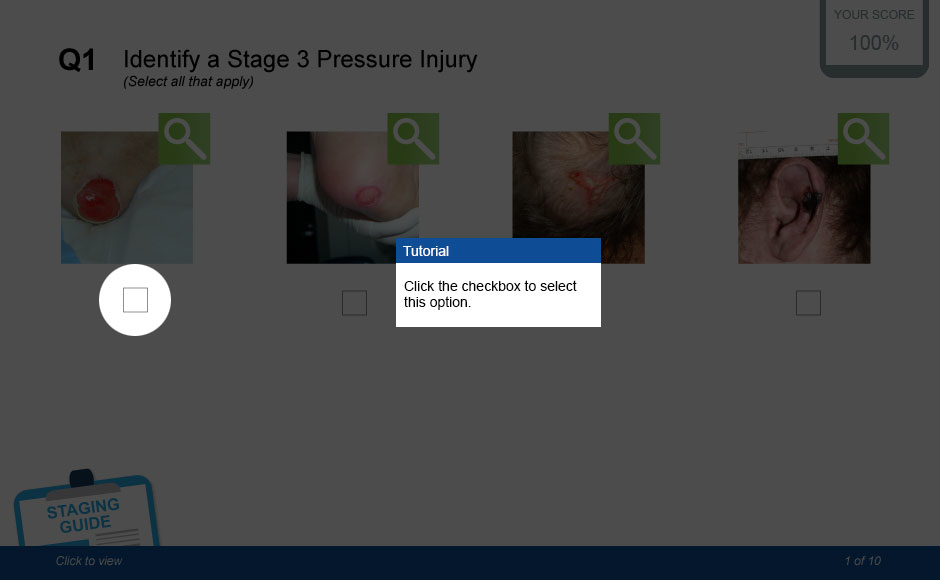 YOUR SCORE
100%
Q1 Identify a Stage 3 Pressure Injury
(Select all that apply)
Tutorial
Click the checkbox to select
this option.
STAGING
GUIDE
Click to view
1 of 10